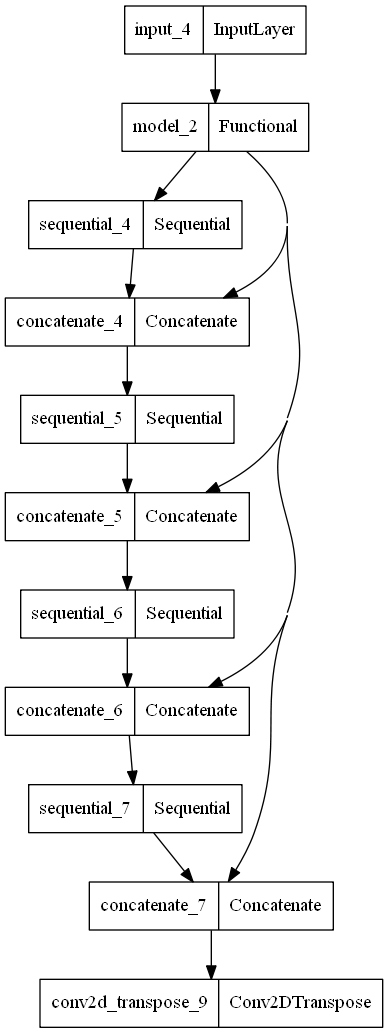 input_4 InputLayer
model_2 Functional
sequential_4 Sequential
concatenate_4 Concatenate
sequential_5 Sequential
concatenate_5 Concatenate
sequential_6 Sequential
concatenate_6 Concatenate
sequential_7 Sequential
concatenate_7 Concatenate
conv2d_transpose_9 Conv2DTranspose